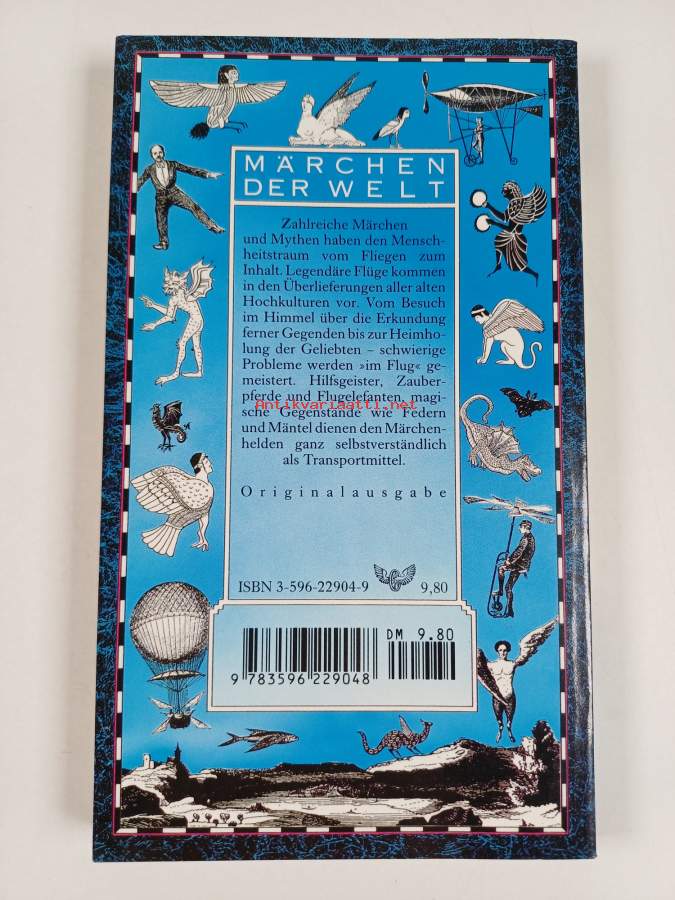 MÄRCHEN
DER WELT
Zahlreiche Märchen
und Mythen haben den Mensch-
heitstraum vom Fliegen zum
Inhalt. Legendäre Flüge kommen
in den Überlieferungen aller alten
Hochkulturen vor. Vom Besuch
im Himmel über die Erkundung
ferner Gegenden bis zur Heimho-
lung der Geliebten – schwierige
Probleme werden »im Flug« ge-
meistert. Hilfsgeister, Zauber-
pferde und Flugelefanten, magi-
Antikvariaatti.net
sche Gegenstände wie Federn
und Mäntel dienen den Märchen-
helden ganz selbstverständlich
als Transportmittel.
Originalausgabe
ISBN 3-596-22904-9 9,80
DM 9.80
9 783596 229048